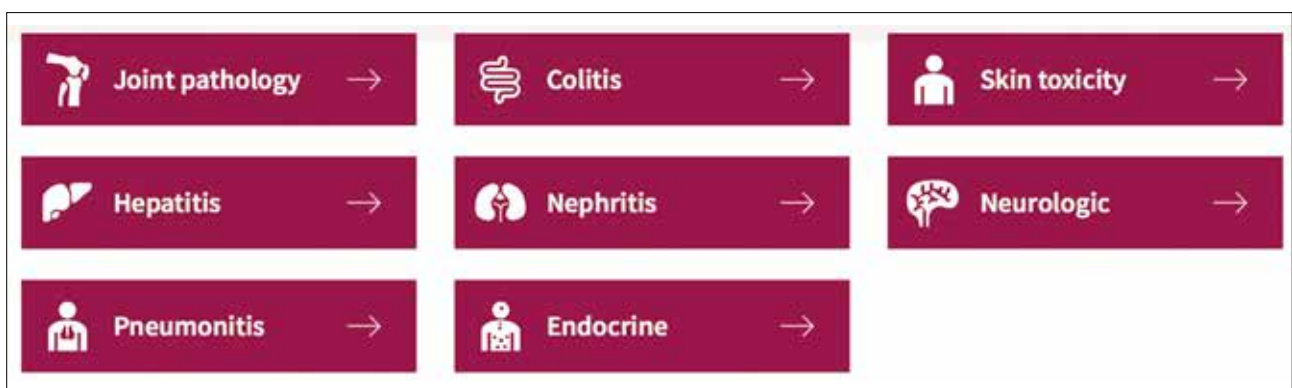 Joint pathology
Colitis
Skin toxicity
Hepatitis
Nephritis
Neurologic
Pneumonitis
Endocrine